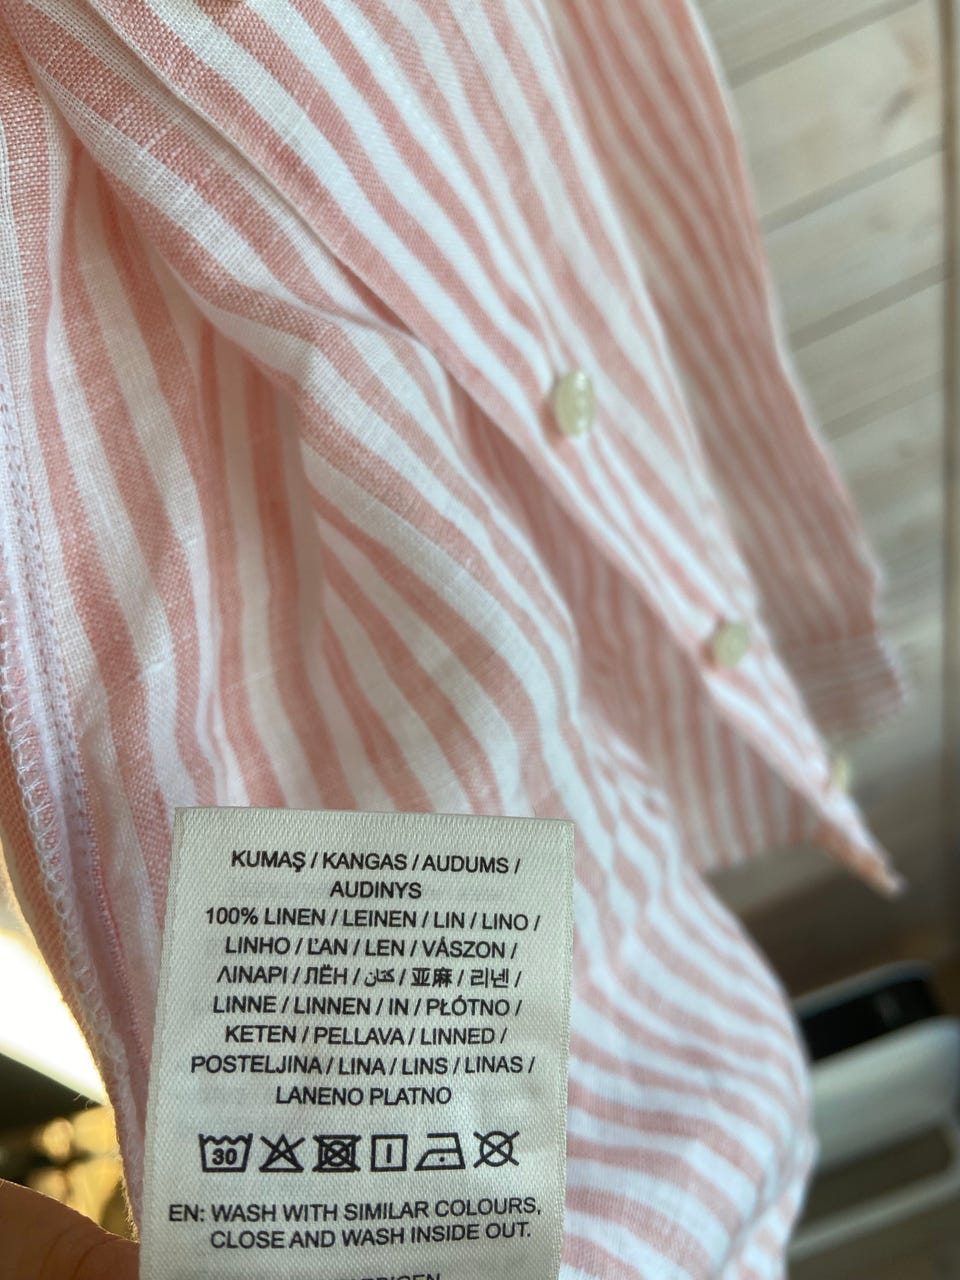 KUMAŞ / KANGAS / AUDUMS /
AUDINYS
100% LINEN / LEINEN / LIN / LINO /
LINHO / ĽAN / LEN / VÁSZON /
ΛΙΝΑΡΙ / ЛЁН / كتان / 亚麻 / 리넨 /
LINNE / LINNEN / IN / PŁÓTNO /
KETEN / PELLAVA / LINNED /
POSTELJINA / LINA / LINS / LINAS /
LANENO PLATNO
30
EN: WASH WITH SIMILAR COLOURS,
CLOSE AND WASH INSIDE OUT.